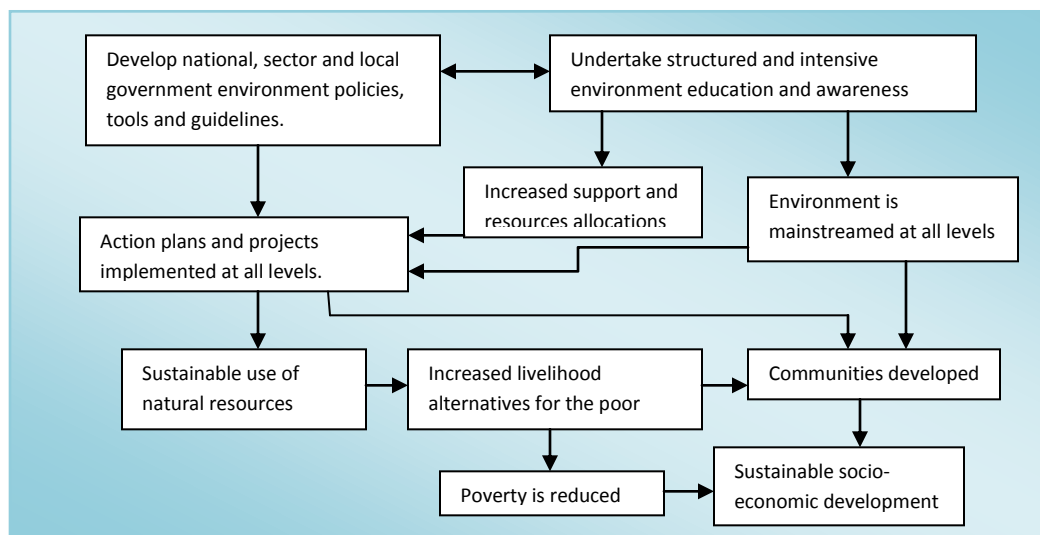 Develop national, sector and local
government environment policies,
tools and guidelines.
Undertake structured and intensive
environment education and awareness
Increased support and
resources allocations
Environment is
mainstreamed at all levels
Action plans and projects
implemented at all levels.
Sustainable use of
natural resources
Increased livelihood
alternatives for the poor
Communities developed
Poverty is reduced
Sustainable socio-
economic development